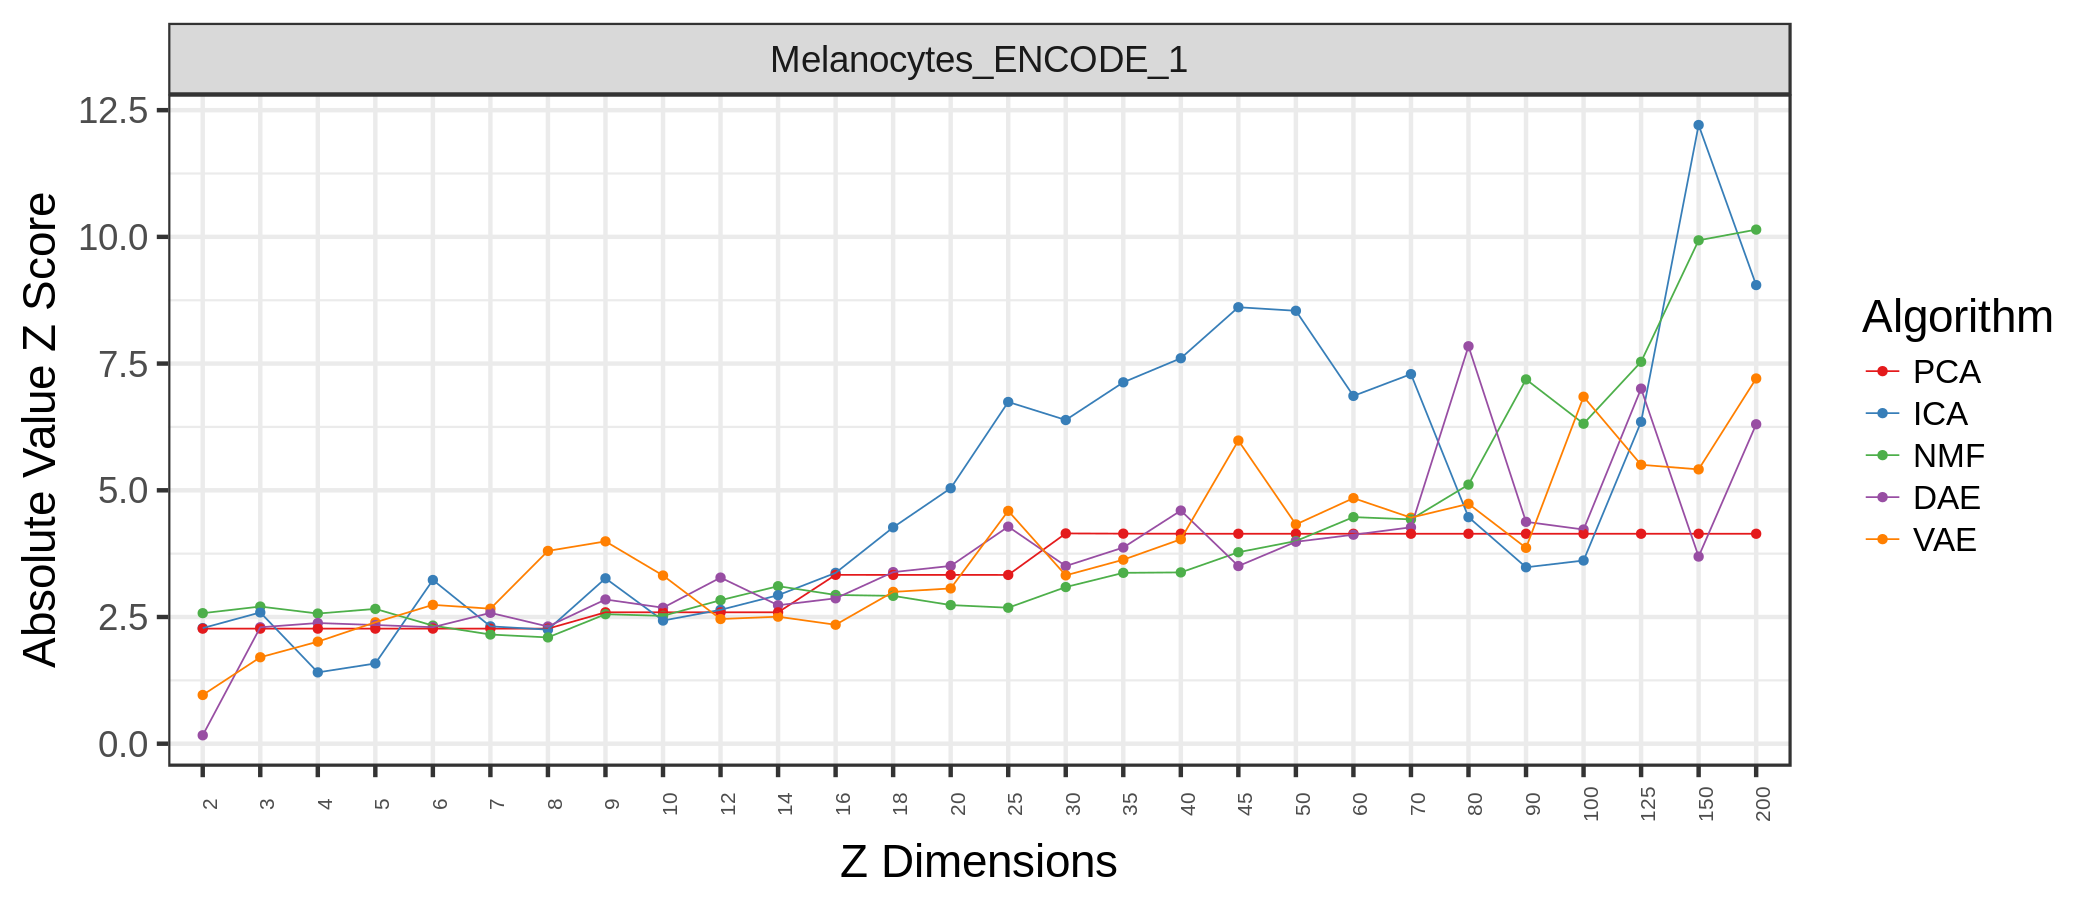 Melanocytes_ENCODE_1
Absolute Value Z Score
12.5
10.0
7.5
5.0
2.5
0.0
2 3 4 5 6 7 8 9 10 12 14 16 18 20 25 30 35 40 45 50 60 70 80 90 100 125 150 200
Z Dimensions
Algorithm
PCA
ICA
NMF
DAE
VAE